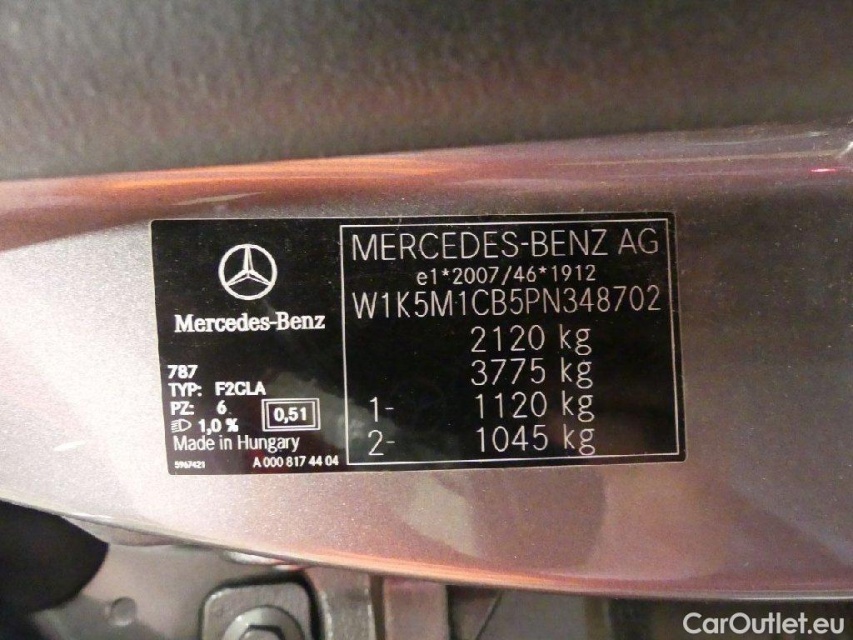 Mercedes-Benz
787
TYP: F2CLA
PZ: 6
1,0 %
0,51
Made in Hungary
5967421
A 000 817 44 04
MERCEDES-BENZ AG
e1*2007/46*1912
W1K5M1CB5PN348702
2120 kg
3775 kg
1- 1120 kg
2- 1045 kg
CarOutlet.eu